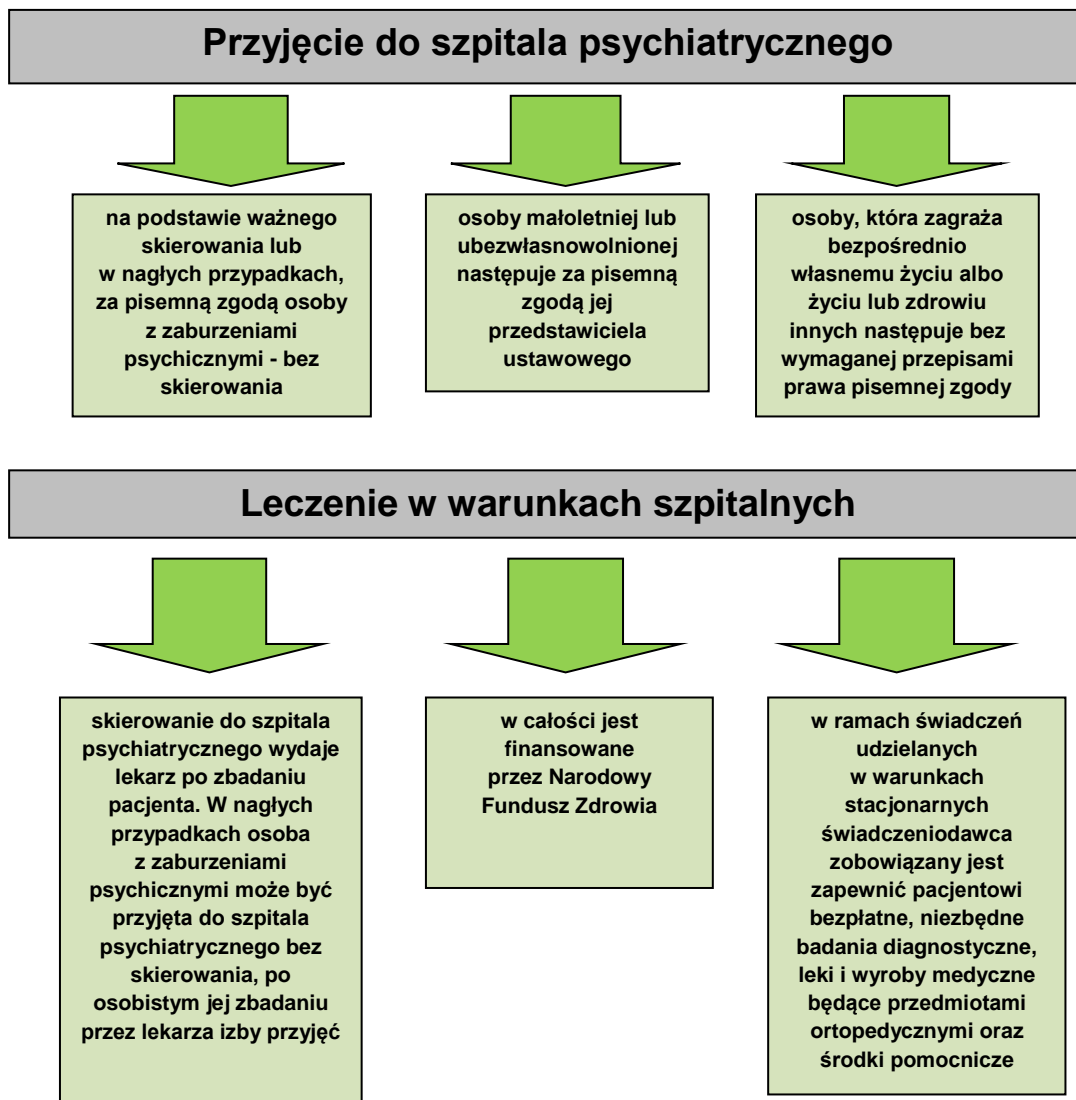 Przyjęcie do szpitala psychiatrycznego
na podstawie ważnego
skierowania lub
w nagłych przypadkach,
za pisemną zgodą osoby
z zaburzeniami
psychicznymi - bez
skierowania
osoby małoletniej lub
ubezwłasnowolnionej
następuje za pisemną
zgodą jej
przedstawiciela
ustawowego
osoby, która zagraża
bezpośrednio
własnemu życiu albo
życiu lub zdrowiu
innych następuje bez
wymaganej przepisami
prawa pisemnej zgody
Leczenie w warunkach szpitalnych
skierowanie do szpitala
psychiatrycznego wydaje
lekarz po zbadaniu
pacjenta. W nagłych
przypadkach osoba
z zaburzeniami
psychicznymi może być
przyjęta do szpitala
psychiatrycznego bez
skierowania, po
osobistym jej zbadaniu
przez lekarza izby przyjęć
w całości jest
finansowane
przez Narodowy
Fundusz Zdrowia
w ramach świadczeń
udzielanych
w warunkach
stacjonarnych
świadczeniodawca
zobowiązany jest
zapewnić pacjentowi
bezpłatne, niezbędne
badania diagnostyczne,
leki i wyroby medyczne
będące przedmiotami
ortopedycznymi oraz
środki pomocnicze